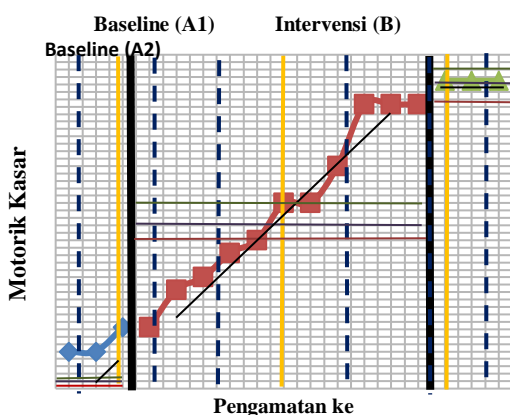 Baseline (A1) Intervensi (B)
Baseline (A2)
Motorik Kasar
Pengamatan ke